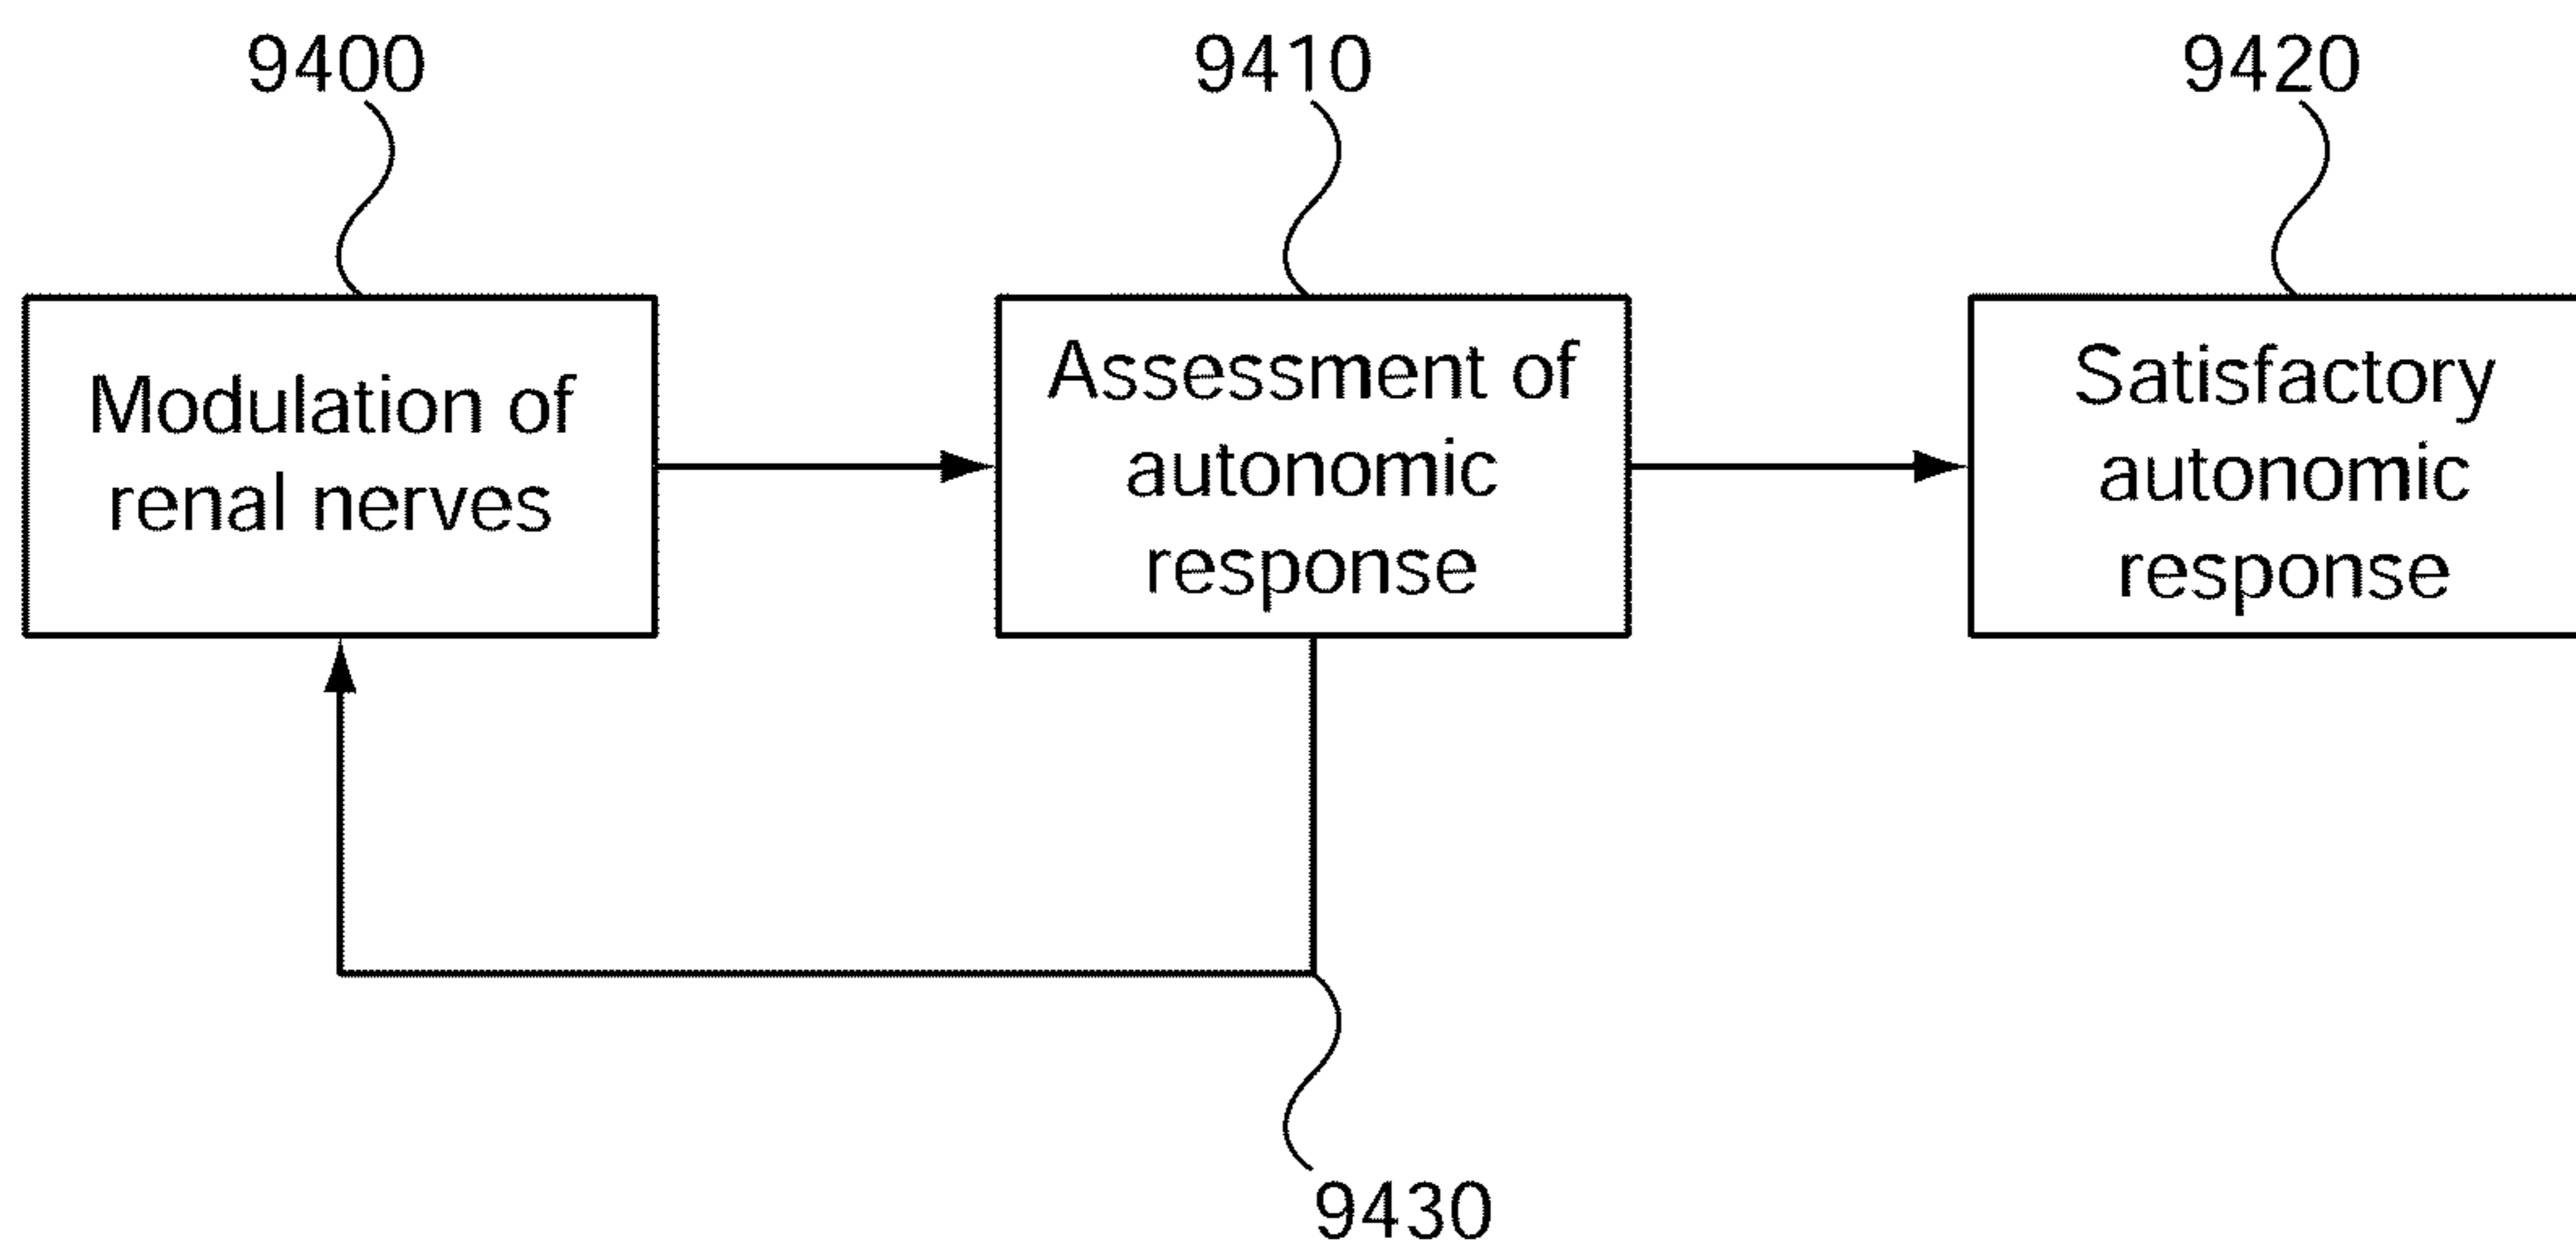 9400
9410
9420
Modulation of
renal nerves
Assessment of
autonomic
response
Satisfactory
autonomic
response
9430